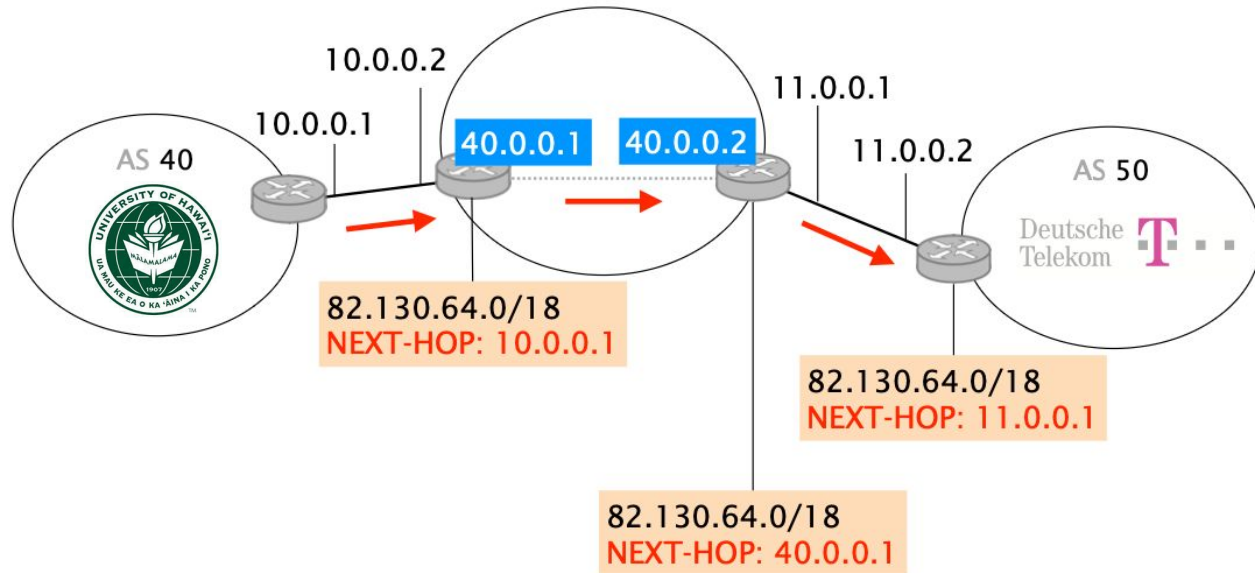 10.0.0.2
10.0.0.1
11.0.0.1
11.0.0.2
AS 40
UNIVERSITY OF HAWAI'I
MĀLAMALAMA
1907
UA MAU KE EA O KA ʻĀINA I KA PONO
TM
40.0.0.1
40.0.0.2
AS 50
Deutsche
Telekom
T
82.130.64.0/18
NEXT-HOP: 10.0.0.1
82.130.64.0/18
NEXT-HOP: 11.0.0.1
82.130.64.0/18
NEXT-HOP: 40.0.0.1